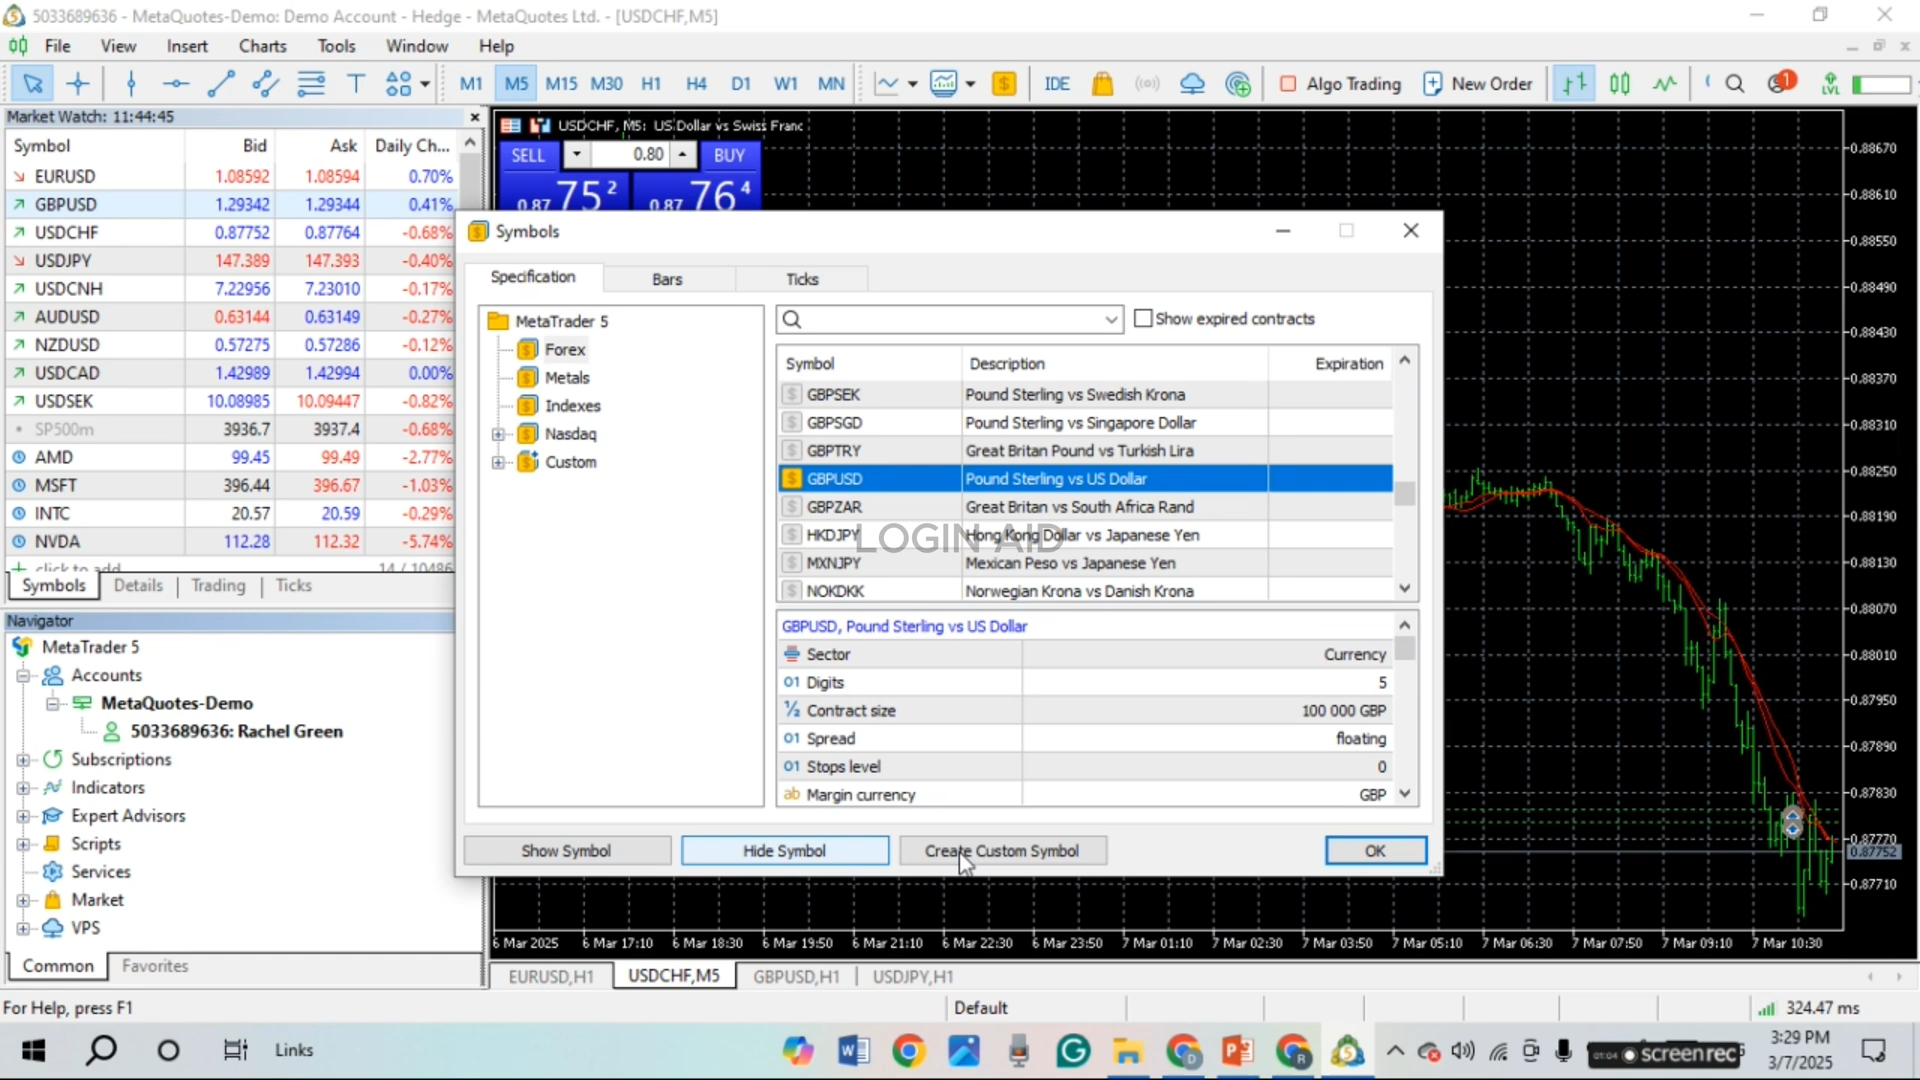 5033689636 - MetaQuotes-Demo: Demo Account - Hedge - MetaQuotes Ltd. - [USDCHF,M5]
File View Insert Charts Tools Window Help
M1 M5 M15 M30 H1 H4 D1 W1 MN IDE Algo Trading New Order 1 LVL
Market Watch: 11:44:45
Symbol Bid Ask Daily Ch...
EURUSD 1.08592 1.08594 0.70%
GBPUSD 1.29342 1.29344 0.41%
USDCHF 0.87752 0.87764 -0.68%
USDJPY 147.389 147.393 -0.40%
USDCNH 7.22956 7.23010 -0.17%
AUDUSD 0.63144 0.63149 -0.27%
NZDUSD 0.57275 0.57286 -0.12%
USDCAD 1.42989 1.42994 0.00%
USDSEK 10.08985 10.09447 -0.82%
SP500m 3936.7 3937.4 -0.68%
AMD 99.45 99.49 -2.77%
MSFT 396.44 396.67 -1.03%
INTC 20.57 20.59 -0.29%
NVDA 112.28 112.32 -5.74%
click to add 14 / 10486
Symbols Details Trading Ticks
Navigator
MetaTrader 5
Accounts
MetaQuotes-Demo
5033689636: Rachel Green
Subscriptions
Indicators
Expert Advisors
Scripts
Services
Market
VPS
Common Favorites
USDCHF, M5: US Dollar vs Swiss Franc
SELL 0.80 BUY
0.87 75 2 0.87 76 4
Symbols
Specification Bars Ticks
MetaTrader 5
Forex
Metals
Indexes
Nasdaq
Custom
Show expired contracts
Symbol Description Expiration
GBPSEK Pound Sterling vs Swedish Krona
GBPSGD Pound Sterling vs Singapore Dollar
GBPTRY Great Britan Pound vs Turkish Lira
GBPUSD Pound Sterling vs US Dollar
GBPZAR Great Britan vs South Africa Rand
HKDJPY Hong Kong Dollar vs Japanese Yen
MXNJPY Mexican Peso vs Japanese Yen
NOKDKK Norwegian Krona vs Danish Krona
LOGIN AID
GBPUSD, Pound Sterling vs US Dollar
Sector Currency
Digits 5
Contract size 100 000 GBP
Spread floating
Stops level 0
Margin currency GBP
Show Symbol Hide Symbol Create Custom Symbol OK
0.88670
0.88610
0.88550
0.88490
0.88430
0.88370
0.88310
0.88250
0.88190
0.88130
0.88070
0.88010
0.87950
0.87890
0.87830
0.87770
0.87752
0.87710
6 Mar 2025 6 Mar 17:10 6 Mar 18:30 6 Mar 19:50 6 Mar 21:10 6 Mar 22:30 6 Mar 23:50 7 Mar 01:10 7 Mar 02:30 7 Mar 03:50 7 Mar 05:10 7 Mar 06:30 7 Mar 07:50 7 Mar 09:10 7 Mar 10:30
EURUSD,H1 USDCHF,M5 GBPUSD,H1 USDJPY,H1
For Help, press F1 Default 324.47 ms
Links
01:04 screenrec
3:29 PM
3/7/2025